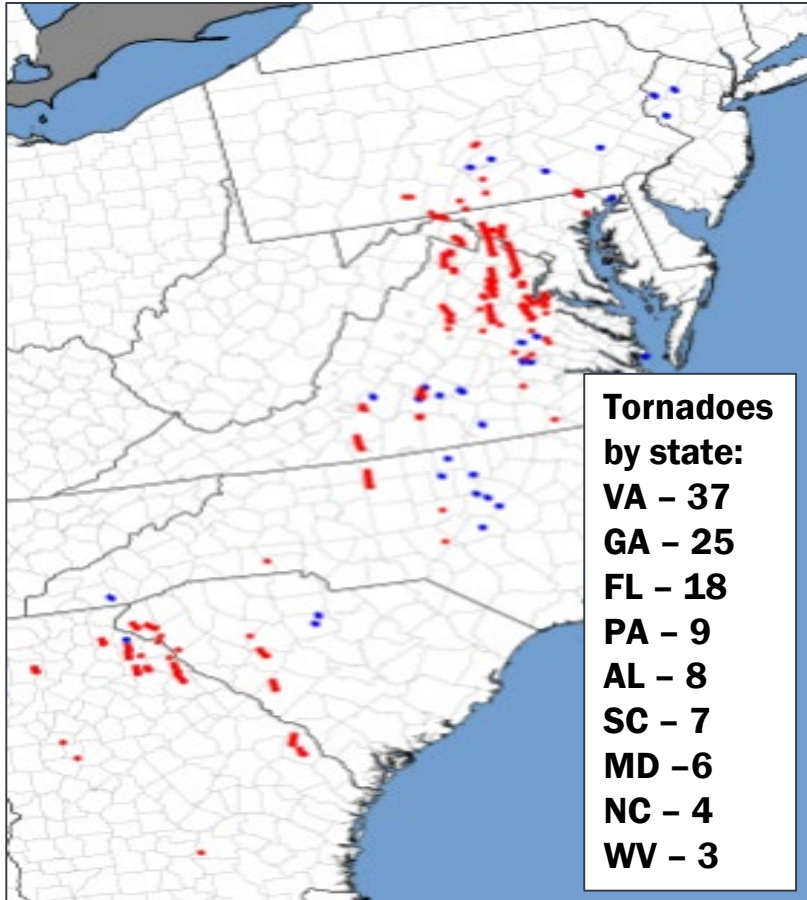 Tornadoes
by state:
VA – 37
GA – 25
FL – 18
PA – 9
AL – 8
SC – 7
MD –6
NC – 4
WV – 3